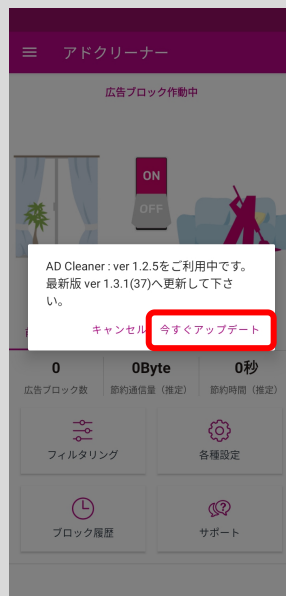 アドクリーナー
広告ブロック作動中
ON
OFF
AD Cleaner : ver 1.2.5をご利用中です。
最新版 ver 1.3.1(37)へ更新して下さ
い。
キャンセル 今すぐアップデート
0 0Byte 0秒
広告ブロック数 節約通信量（推定） 節約時間（推定）
フィルタリング 各種設定
ブロック履歴 サポート